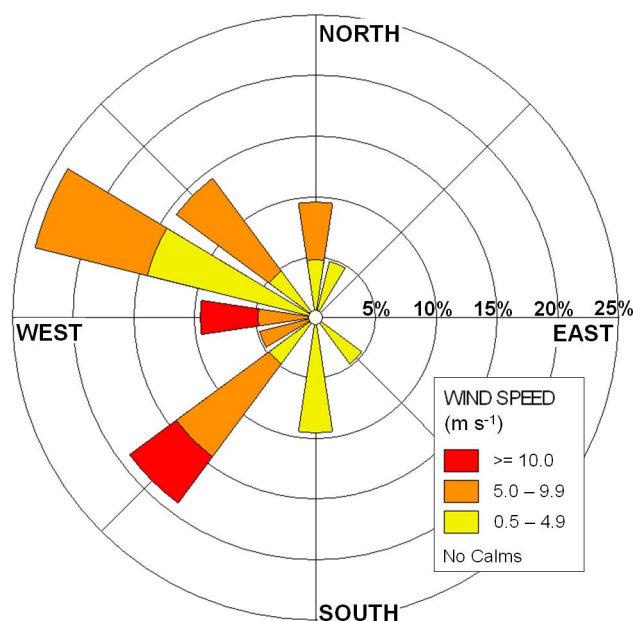 NORTH
5% 10% 15% 20% 25%
WEST
EAST
WIND SPEED
(m s⁻¹)
>= 10.0
5.0 – 9.9
0.5 – 4.9
No Calms
SOUTH